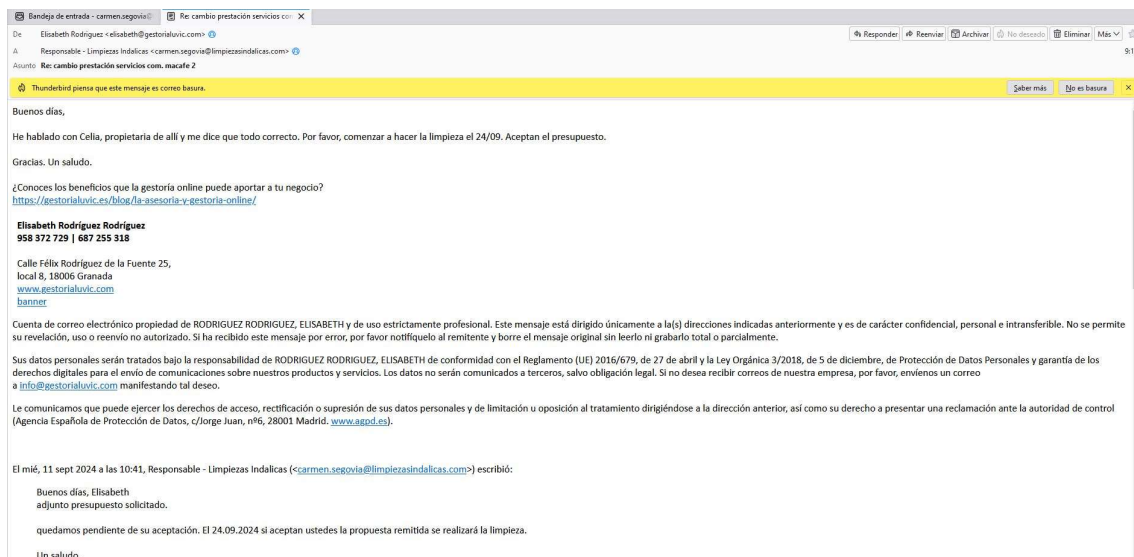 Bandeja de entrada - carmen.segovia@
Re: cambio prestación servicios con
De Elisabeth Rodriguez <elisabeth@gestorialuvic.com>
Responder Reenviar Archivar No deseado Eliminar Más
A Responsable - Limpiezas Indalicas <carmen.segovia@limpiezasindalicas.com>
Asunto Re: cambio prestación servicios com. macafe 2
Thunderbird piensa que este mensaje es correo basura. Saber más No es basura
Buenos días,
He hablado con Celia, propietaria de allí y me dice que todo correcto. Por favor, comenzar a hacer la limpieza el 24/09. Aceptan el presupuesto.
Gracias. Un saludo.
¿Conoces los beneficios que la gestoría online puede aportar a tu negocio?
https://gestorialuvic.es/blog/la-asesoria-y-gestoria-online/
Elisabeth Rodríguez Rodríguez
958 372 729 | 687 255 318
Calle Félix Rodríguez de la Fuente 25,
local 8, 18006 Granada
www.gestorialuvic.com
banner
Cuenta de correo electrónico propiedad de RODRIGUEZ RODRIGUEZ, ELISABETH y de uso estrictamente profesional. Este mensaje está dirigido únicamente a la(s) direcciones indicadas anteriormente y es de carácter confidencial, personal e intransferible. No se permite
su revelación, uso o reenvío no autorizado. Si ha recibido este mensaje por error, por favor notifíquelo al remitente y borre el mensaje original sin leerlo ni grabarlo total o parcialmente.
Sus datos personales serán tratados bajo la responsabilidad de RODRIGUEZ RODRIGUEZ, ELISABETH de conformidad con el Reglamento (UE) 2016/679, de 27 de abril y la Ley Orgánica 3/2018, de 5 de diciembre, de Protección de Datos Personales y garantía de los
derechos digitales para el envío de comunicaciones sobre nuestros productos y servicios. Los datos no serán comunicados a terceros, salvo obligación legal. Si no desea recibir correos de nuestra empresa, por favor, envíenos un correo
a info@gestorialuvic.com manifestando tal deseo.
Le comunicamos que puede ejercer los derechos de acceso, rectificación o supresión de sus datos personales y de limitación u oposición al tratamiento dirigiéndose a la dirección anterior, así como su derecho a presentar una reclamación ante la autoridad de control
(Agencia Española de Protección de Datos, c/Jorge Juan, nº6, 28001 Madrid. www.agpd.es).
El mié, 11 sept 2024 a las 10:41, Responsable - Limpiezas Indalicas (<carmen.segovia@limpiezasindalicas.com>) escribió:
Buenos días, Elisabeth
adjunto presupuesto solicitado.
quedamos pendiente de su aceptación. El 24.09.2024 si aceptan ustedes la propuesta remitida se realizará la limpieza.
Un saludo